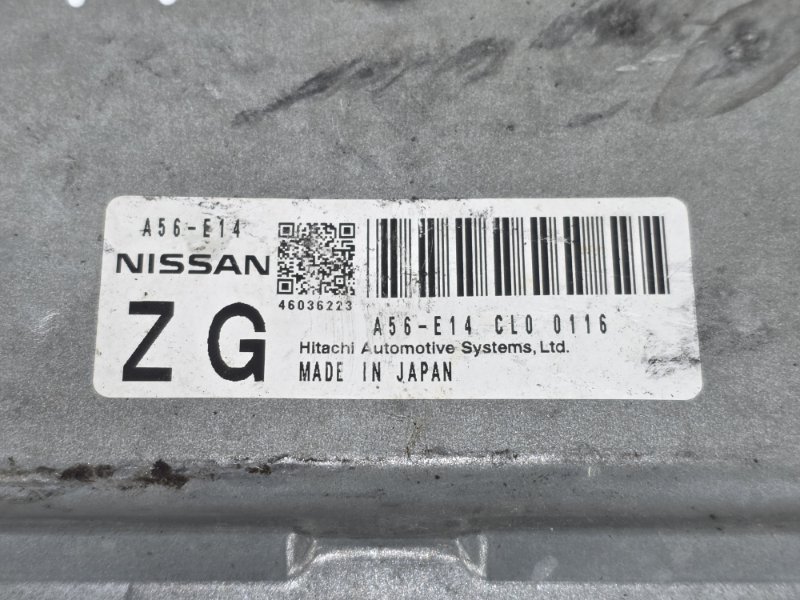 A56-E14
NISSAN
ZG
46036223
A56-E14 CL0 0116
Hitachi Automotive Systems, Ltd.
MADE IN JAPAN